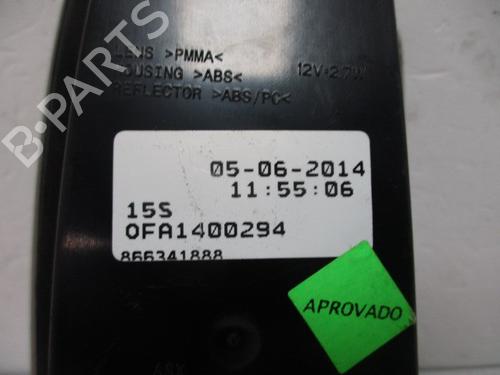 LENS >PMMA<
HOUSING >ABS<
12V=2.7W
REFLECTOR >ABS/PC<
B-PARTS
05-06-2014
11:55:06
15S
OFA1400294
866341888
APROVADO